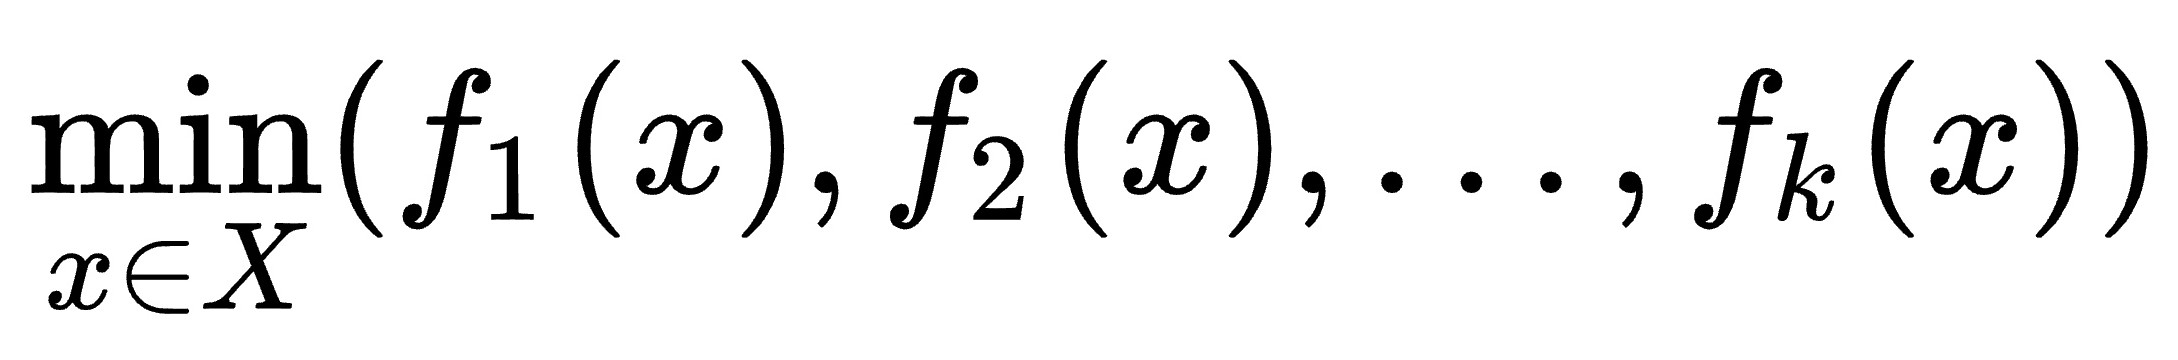 min(f₁(x), f₂(x), . . . , fₖ(x))
x∈X